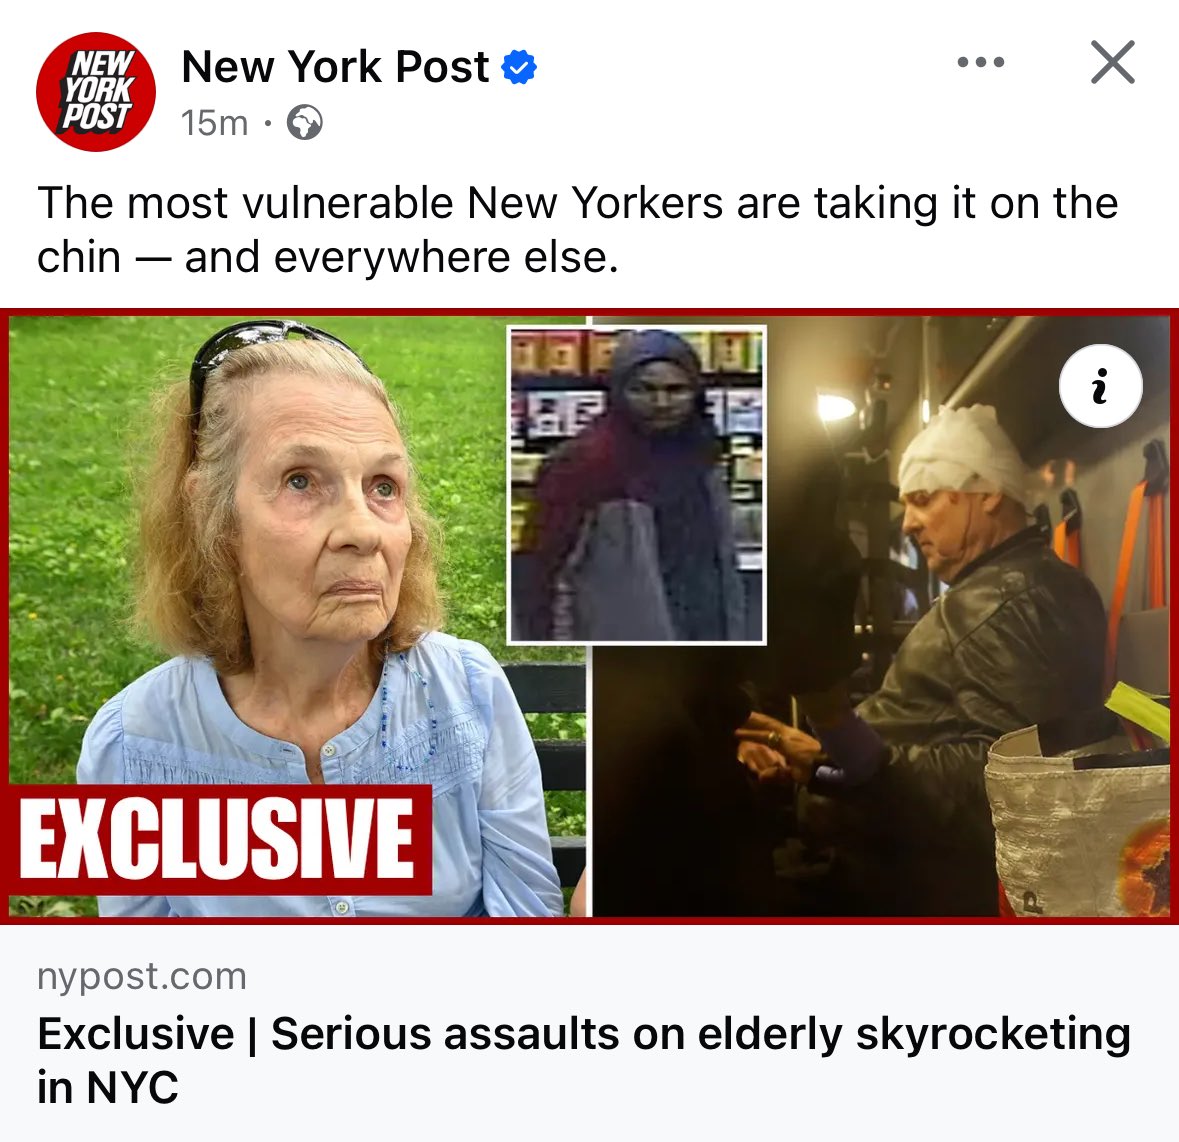 NEW
YORK
POST
New York Post
15m
The most vulnerable New Yorkers are taking it on the
chin — and everywhere else.
i
EXCLUSIVE
nypost.com
Exclusive | Serious assaults on elderly skyrocketing
in NYC